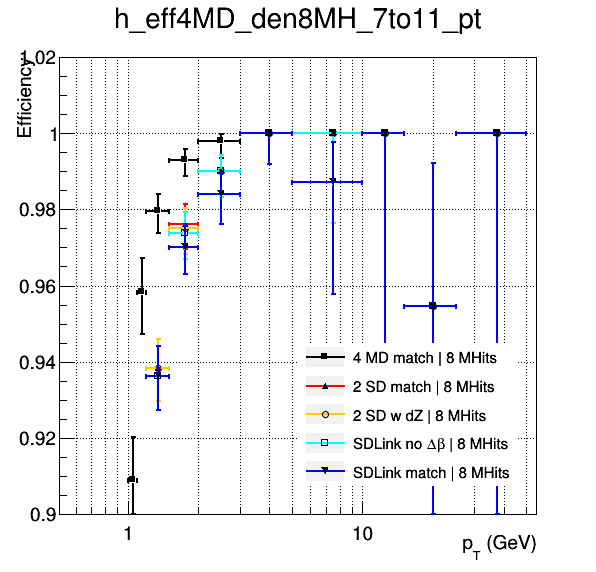 h_eff4MD_den8MH_7to11_pt
Efficiency
1.02
1
0.98
0.96
0.94
0.92
0.9
4 MD match | 8 MHits
2 SD match | 8 MHits
2 SD w dZ | 8 MHits
SDLink no Δβ | 8 MHits
SDLink match | 8 MHits
1
10
p_T (GeV)